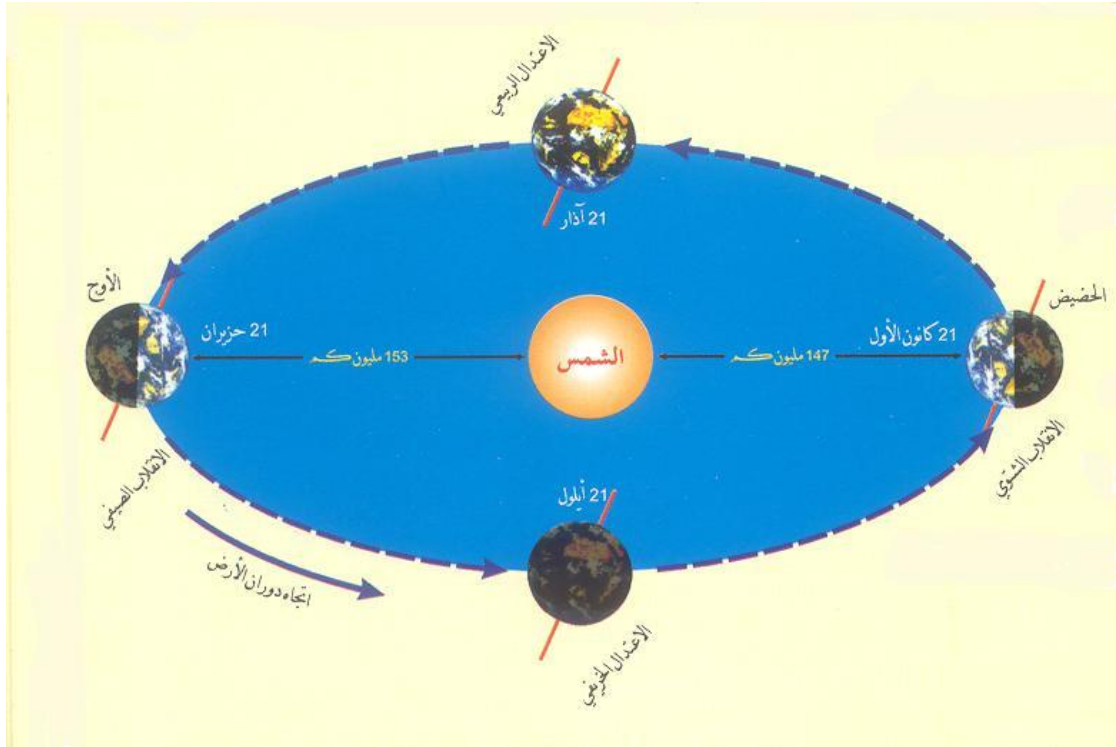 الاعتدال الربيعي
21 آذار
الحضيض
21 كانون الأول
147 مليون كم
الانقلاب الشتوي
الشمس
الأوج
21 حزيران
153 مليون كم
الانقلاب الصيفي
21 أيلول
الاعتدال الخريفي
اتجاه دوران الأرض